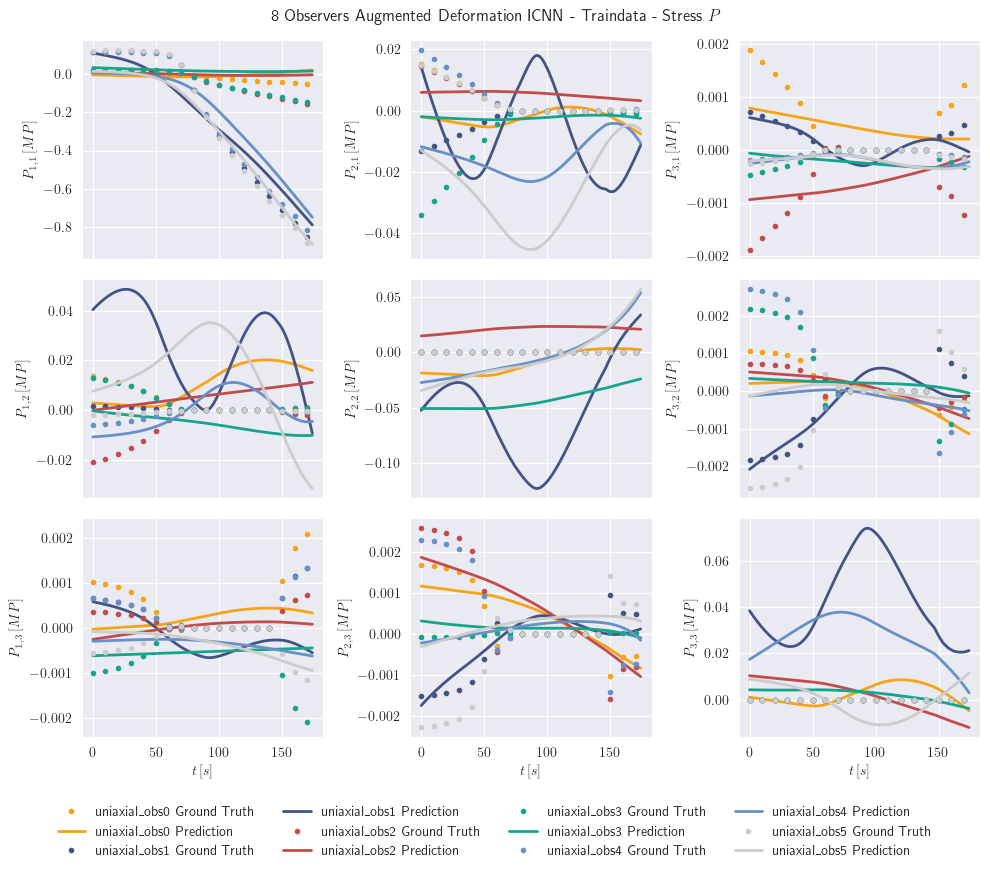 8 Observers Augmented Deformation ICNN - Traindata - Stress P
0.0
−0.2
−0.4
−0.6
−0.8
P1,1 [MP]
0.02
0.00
−0.02
−0.04
P2,1 [MP]
0.002
0.001
0.000
−0.001
−0.002
P3,1 [MP]
0.04
0.02
0.00
−0.02
P1,2 [MP]
0.05
0.00
−0.05
−0.10
P2,2 [MP]
0.002
0.001
0.000
−0.001
−0.002
P3,2 [MP]
0.002
0.001
0.000
−0.001
−0.002
P1,3 [MP]
0 50 100 150
t [s]
0.002
0.001
0.000
−0.001
−0.002
P2,3 [MP]
0 50 100 150
t [s]
0.06
0.04
0.02
0.00
P3,3 [MP]
0 50 100 150
t [s]
uniaxial_obs0 Ground Truth
uniaxial_obs0 Prediction
uniaxial_obs1 Ground Truth
uniaxial_obs1 Prediction
uniaxial_obs2 Ground Truth
uniaxial_obs2 Prediction
uniaxial_obs3 Ground Truth
uniaxial_obs3 Prediction
uniaxial_obs4 Ground Truth
uniaxial_obs4 Prediction
uniaxial_obs5 Ground Truth
uniaxial_obs5 Prediction